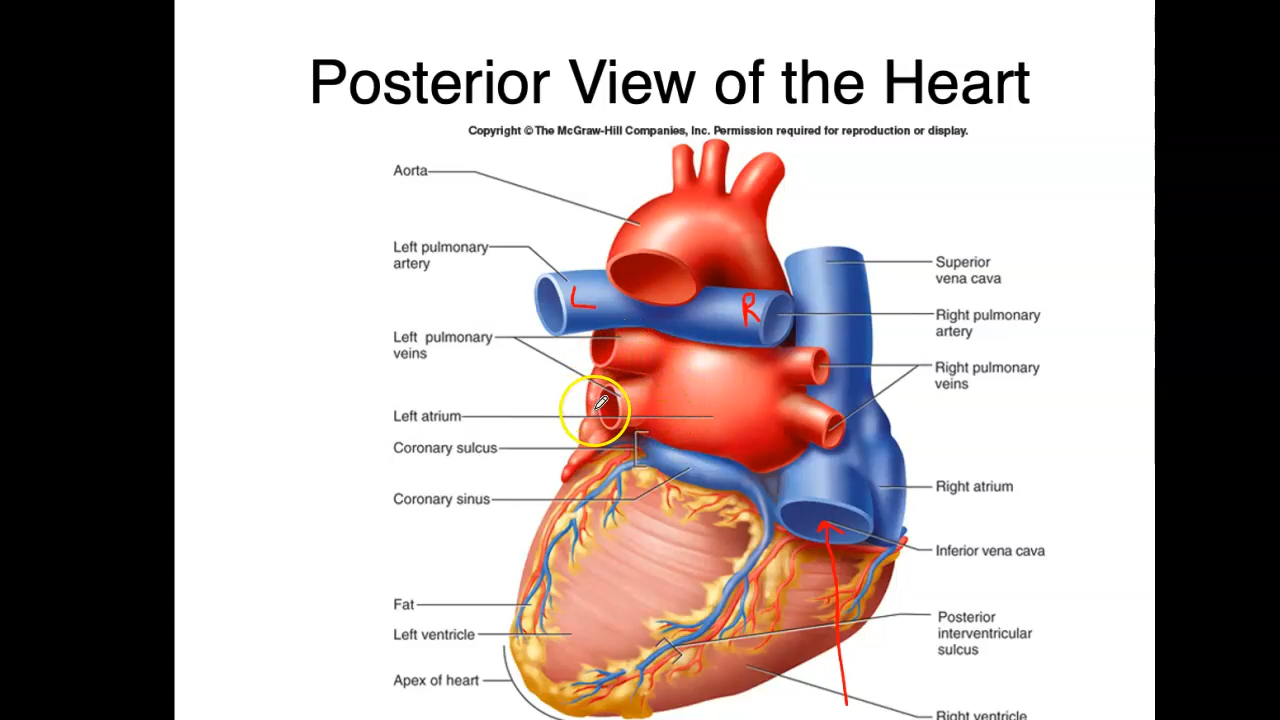 Posterior View of the Heart
Copyright © The McGraw-Hill Companies, Inc. Permission required for reproduction or display.
Aorta
Left pulmonary
artery
Left pulmonary
veins
Left atrium
Coronary sulcus
Coronary sinus
Fat
Left ventricle
Apex of heart
L
R
Superior
vena cava
Right pulmonary
artery
Right pulmonary
veins
Right atrium
Inferior vena cava
Posterior
interventricular
sulcus
Right ventricle